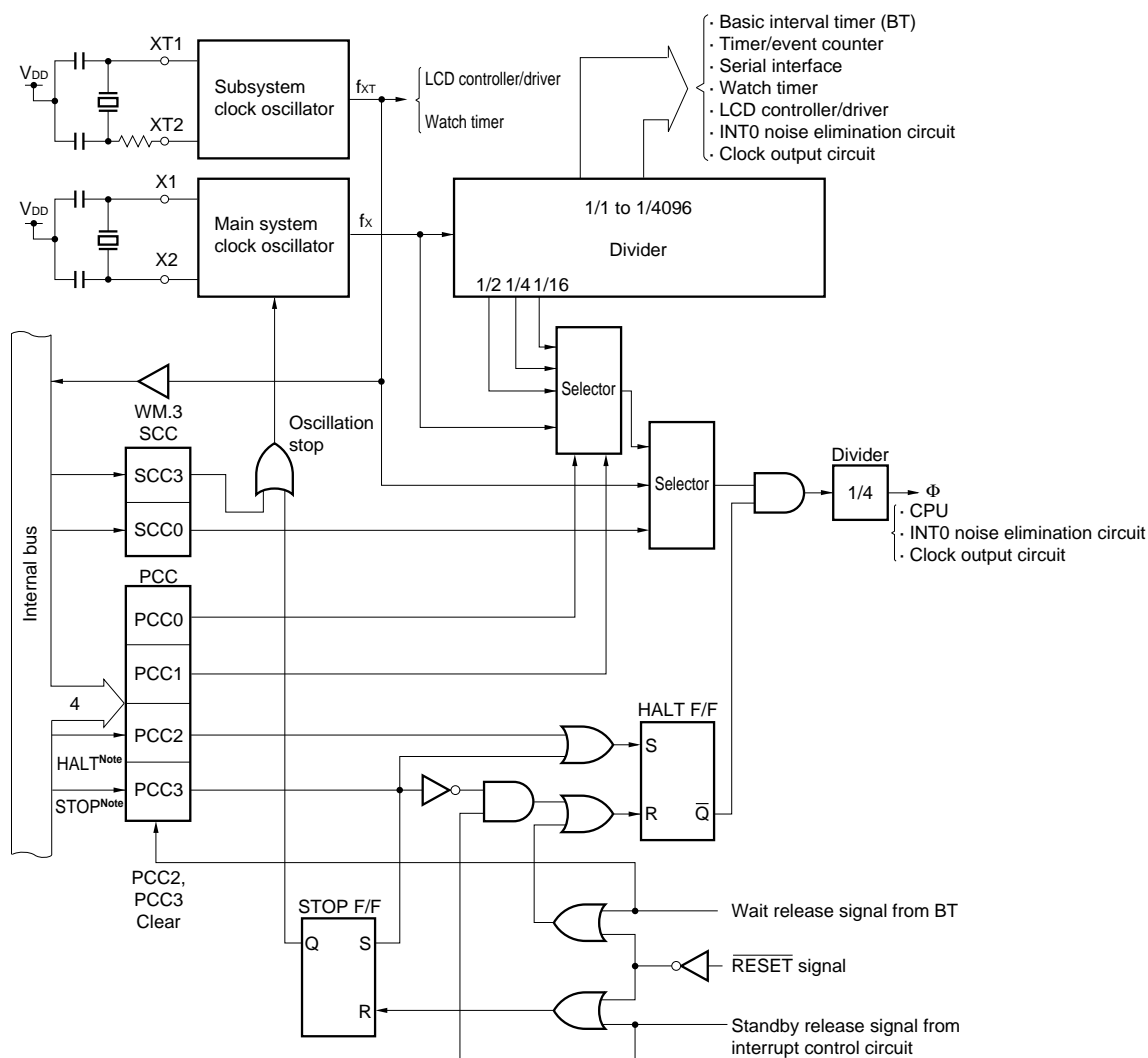 XT1
VDD
XT2
Subsystem
clock oscillator
fXT
LCD controller/driver
Watch timer
· Basic interval timer (BT)
· Timer/event counter
· Serial interface
· Watch timer
· LCD controller/driver
· INT0 noise elimination circuit
· Clock output circuit
X1
VDD
X2
Main system
clock oscillator
fX
1/1 to 1/4096
Divider
1/2 1/4 1/16
Selector
WM.3
SCC
SCC3
SCC0
Oscillation
stop
Selector
Divider
1/4
Φ
· CPU
· INT0 noise elimination circuit
· Clock output circuit
Internal bus
PCC
PCC0
PCC1
4
PCC2
HALTNote
PCC3
STOPNote
PCC2,
PCC3
Clear
HALT F/F
S
R
Q̅
STOP F/F
Q
S
R
Wait release signal from BT
R̅E̅S̅E̅T̅ signal
Standby release signal from
interrupt control circuit